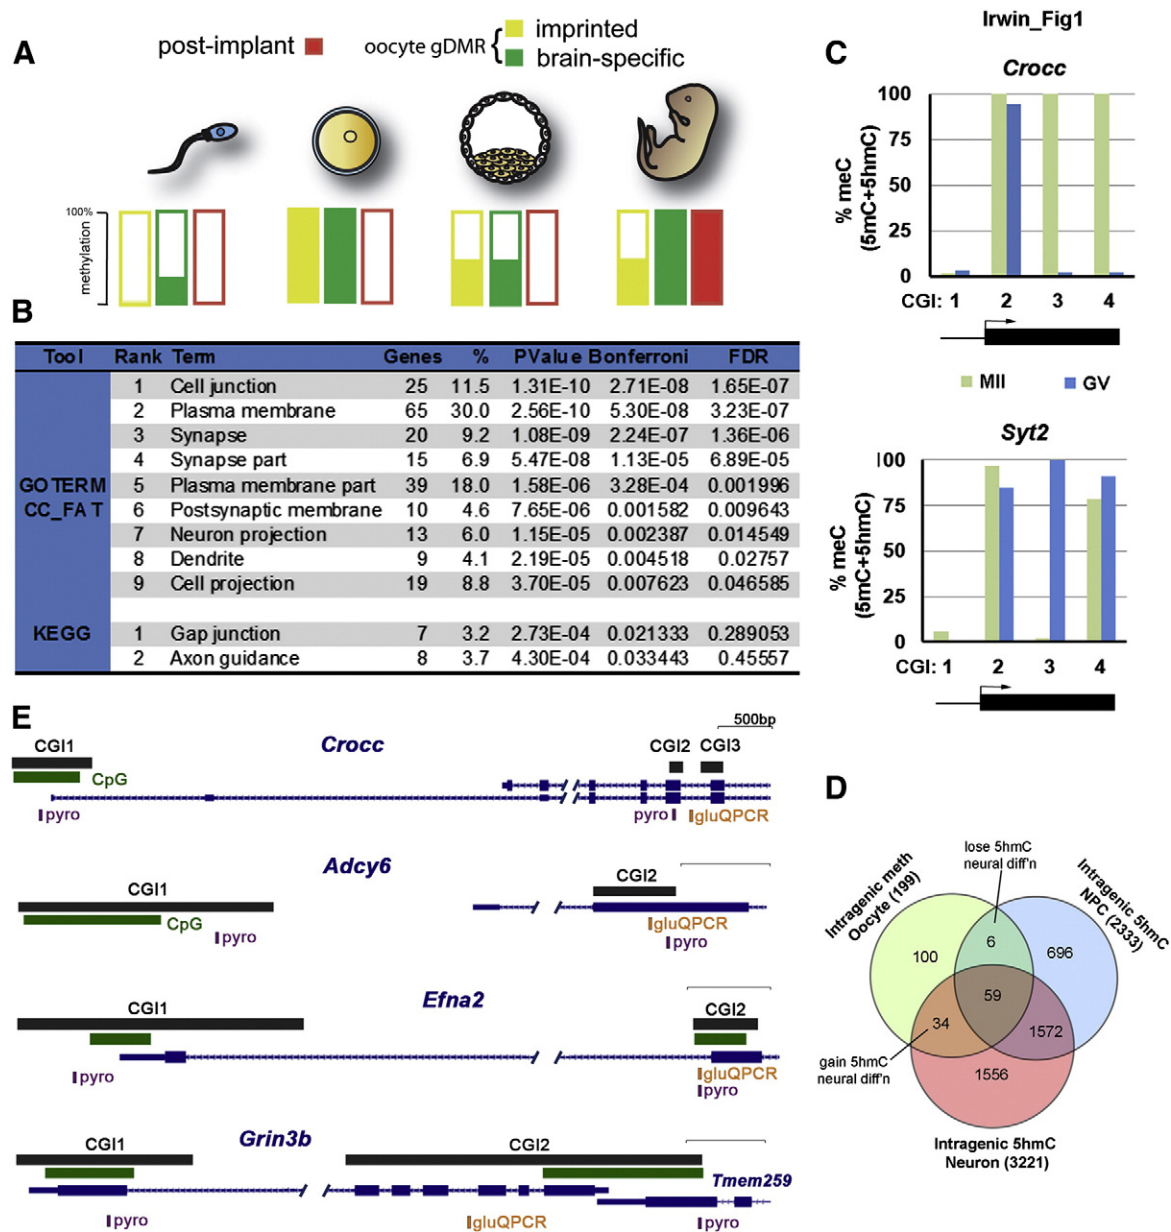 Irwin_Fig1
A
post-implant
oocyte gDMR
imprinted
brain-specific
100%
methylation
B
Tool Rank Term Genes % PValue Bonferroni FDR
GOTERM CC_FAT
1 Cell junction 25 11.5 1.31E-10 2.71E-08 1.65E-07
2 Plasma membrane 65 30.0 2.56E-10 5.30E-08 3.23E-07
3 Synapse 20 9.2 1.08E-09 2.24E-07 1.36E-06
4 Synapse part 15 6.9 5.47E-08 1.13E-05 6.89E-05
5 Plasma membrane part 39 18.0 1.58E-06 3.28E-04 0.001996
6 Postsynaptic membrane 10 4.6 7.65E-06 0.001582 0.009643
7 Neuron projection 13 6.0 1.15E-05 0.002387 0.014549
8 Dendrite 9 4.1 2.19E-05 0.004518 0.02757
9 Cell projection 19 8.8 3.70E-05 0.007623 0.046585
KEGG
1 Gap junction 7 3.2 2.73E-04 0.021333 0.289053
2 Axon guidance 8 3.7 4.30E-04 0.033443 0.45557
C
Crocc
% meC
(5mC+5hmC)
100
75
50
25
0
CGI: 1 2 3 4
MII GV
Syt2
% meC
(5mC+5hmC)
100
75
50
25
0
CGI: 1 2 3 4
D
lose 5hmC
neural diff'n
Intragenic meth
Oocyte (199)
Intragenic 5hmC
NPC (2333)
100
6
696
59
34
1572
gain 5hmC
neural diff'n
1556
Intragenic 5hmC
Neuron (3221)
E
500bp
Crocc
CGI1
CGI2 CGI3
CpG
pyro
pyro
gluQPCR
Adcy6
CGI1
CGI2
CpG
gluQPCR
pyro
pyro
Efna2
CGI1
CGI2
pyro
gluQPCR
pyro
Grin3b
CGI1
CGI2
Tmem259
pyro
gluQPCR
pyro